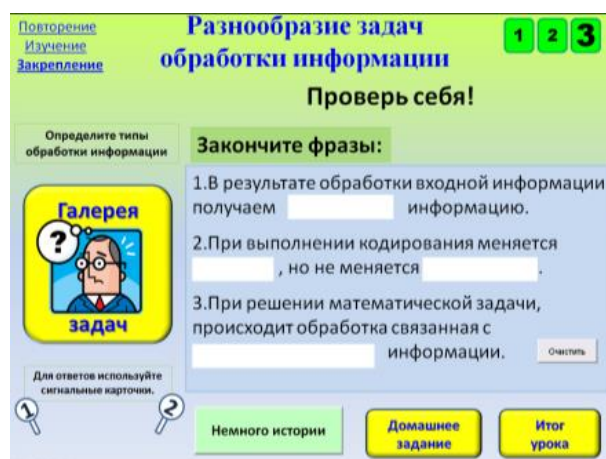 Повторение
Изучение
Закрепление
Разнообразие задач
обработки информации
1 2 3
Проверь себя!
Определите типы
обработки информации
Галерея
?
задач
Для ответов используйте
сигнальные карточки.
1 2
Закончите фразы:
1.В результате обработки входной информации
получаем информацию.
2.При выполнении кодирования меняется
, но не меняется .
3.При решении математической задачи,
происходит обработка связанная с
информации.
Очистить
Немного истории
Домашнее
задание
Итог
урока